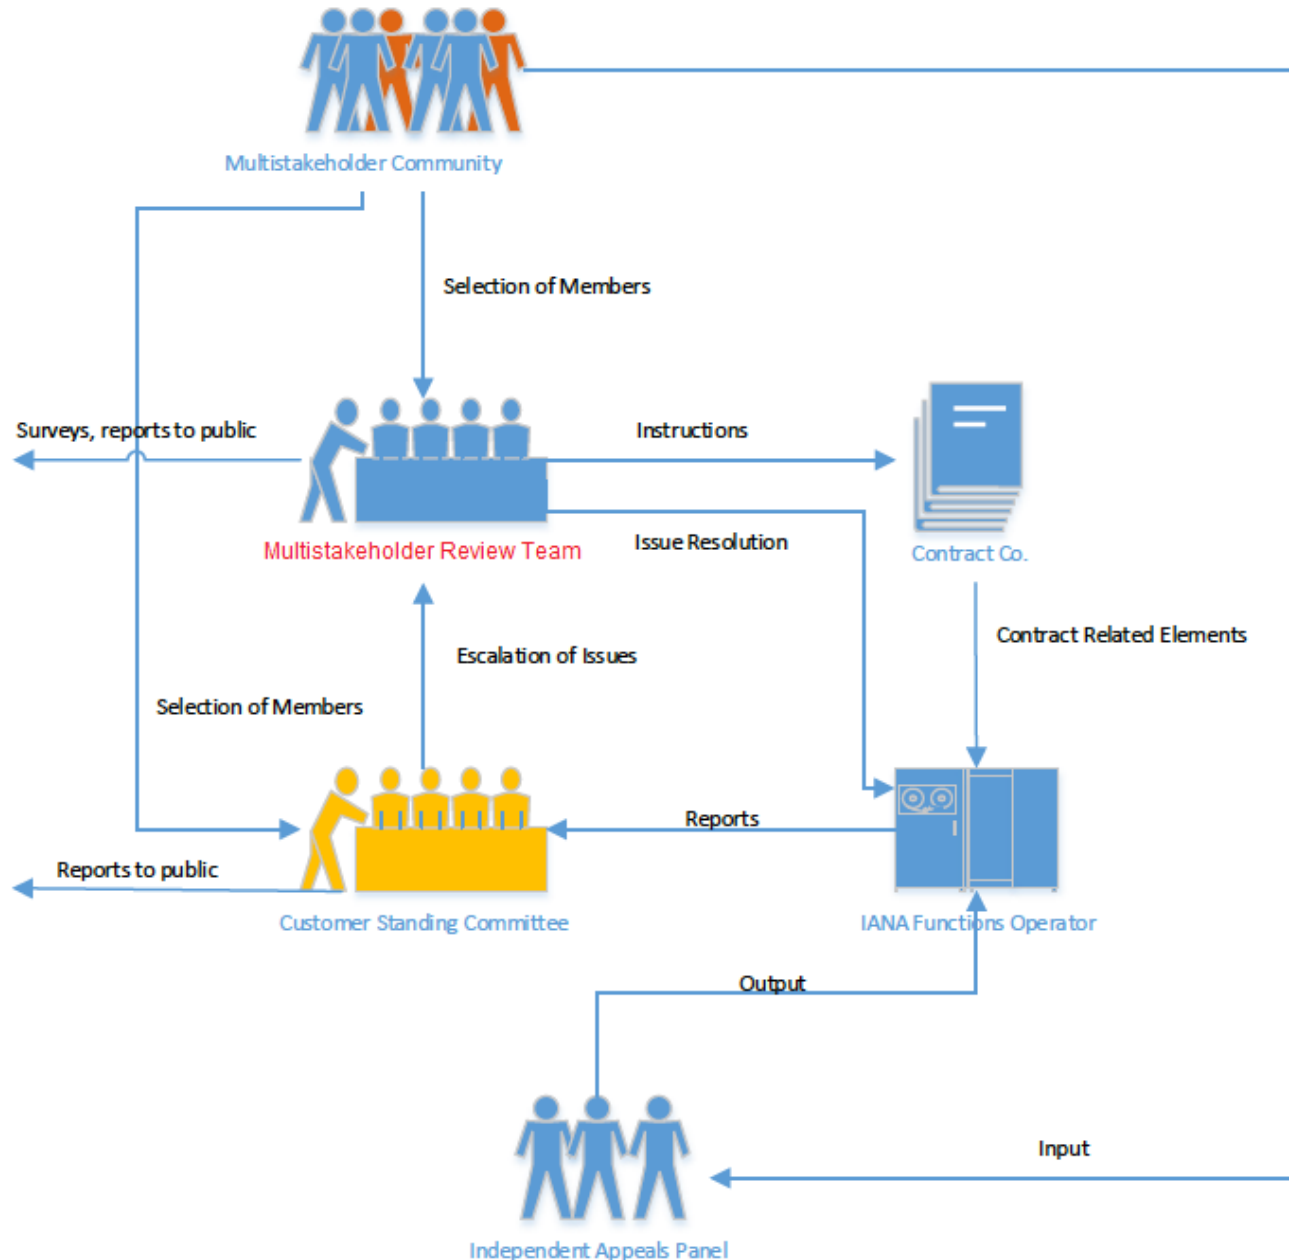 Multistakeholder Community
Selection of Members
Surveys, reports to public
Instructions
Multistakeholder Review Team
Issue Resolution
Contract Co.
Contract Related Elements
Escalation of Issues
Selection of Members
Reports
Reports to public
Customer Standing Committee
IANA Functions Operator
Output
Input
Independent Appeals Panel